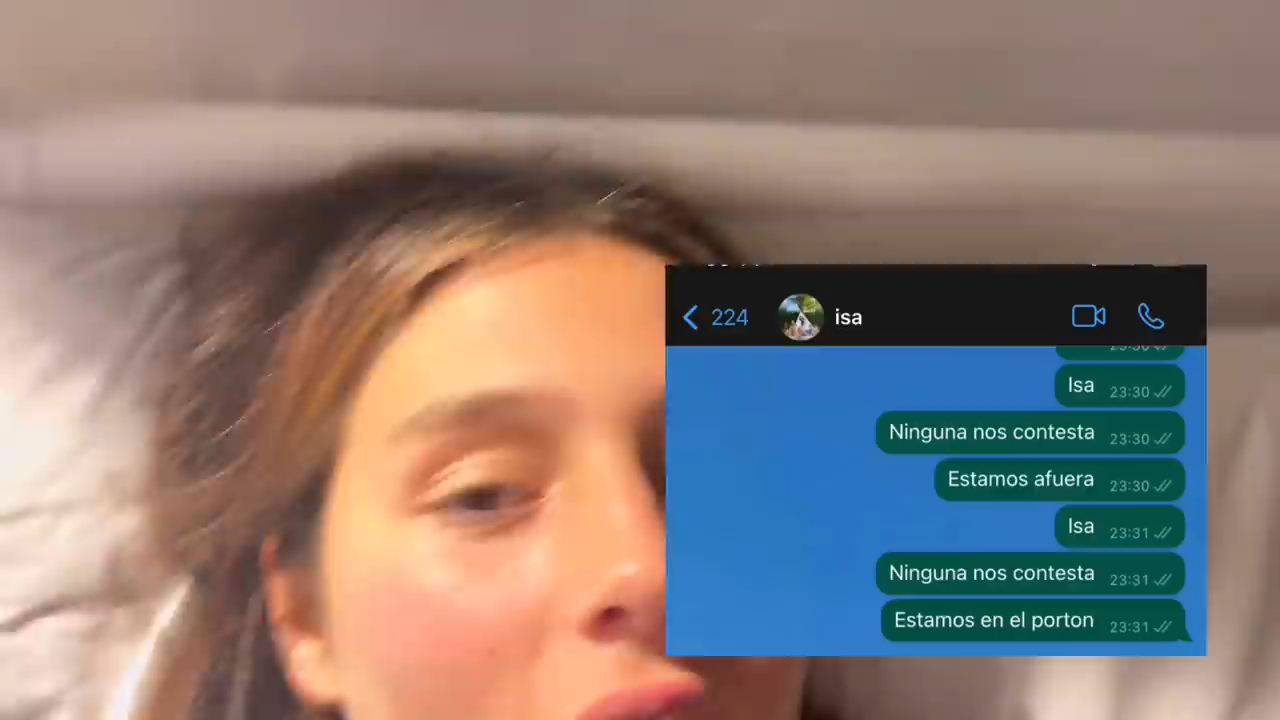 224
isa
Isa 23:30
Ninguna nos contesta 23:30
Estamos afuera 23:30
Isa 23:31
Ninguna nos contesta 23:31
Estamos en el porton 23:31